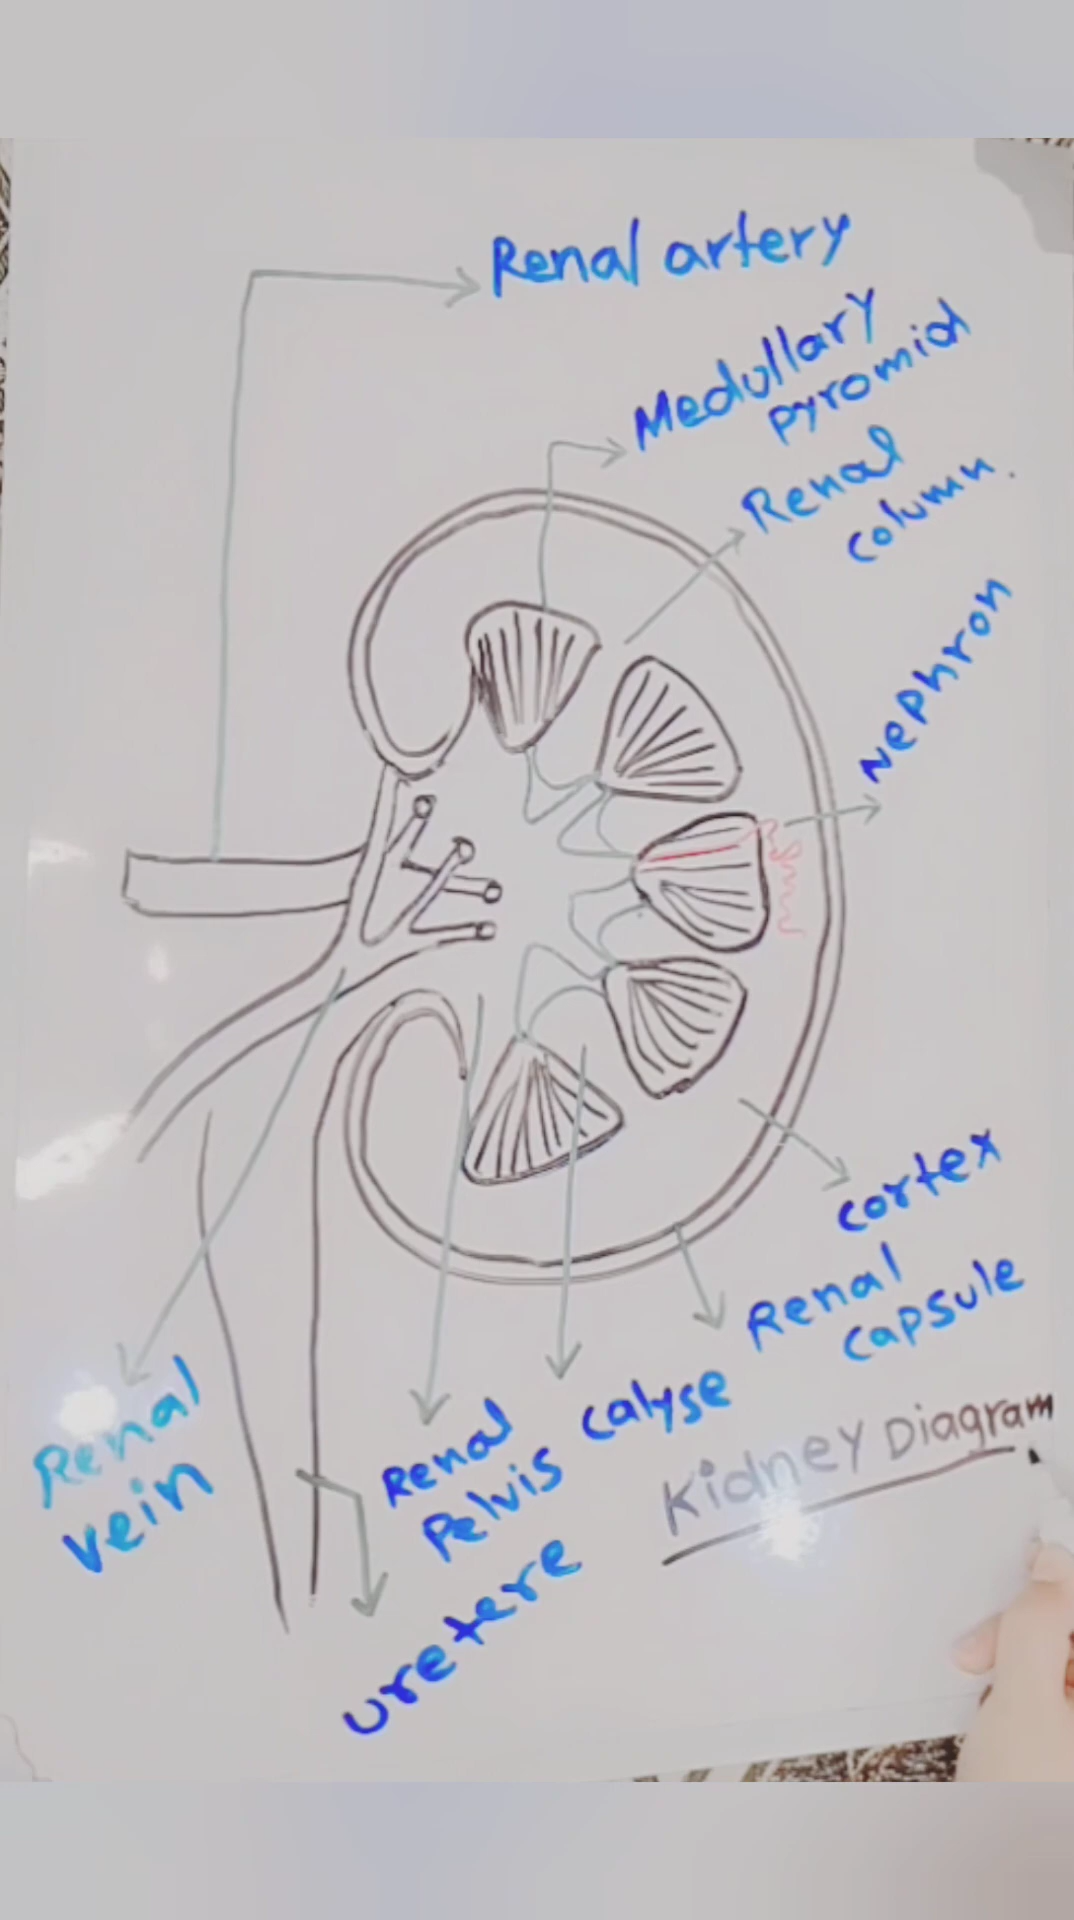 Renal artery
Medullary
pyromid
Renal
column.
Nephron
cortex
Renal
capsule
calyse
Renal
pelvis
Renal
vein
uretere
Kidney Diagram